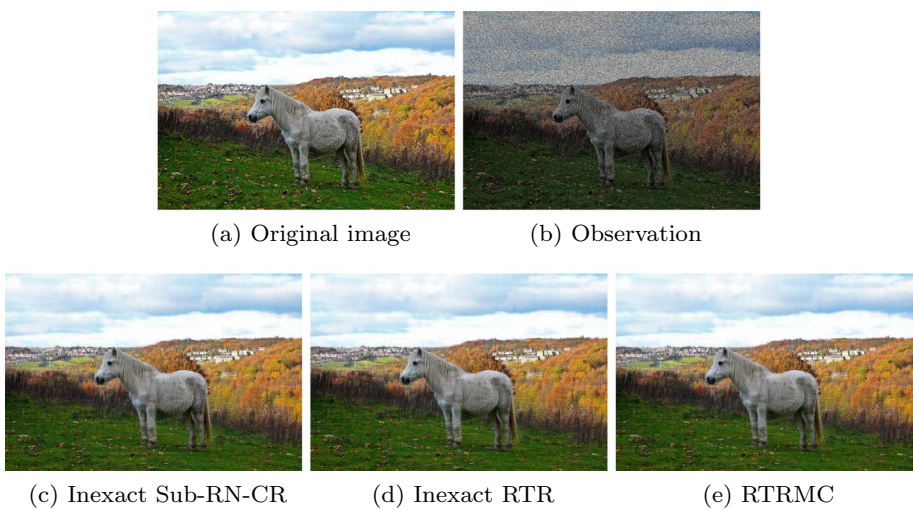 (a) Original image
(b) Observation
(c) Inexact Sub-RN-CR
(d) Inexact RTR
(e) RTRMC